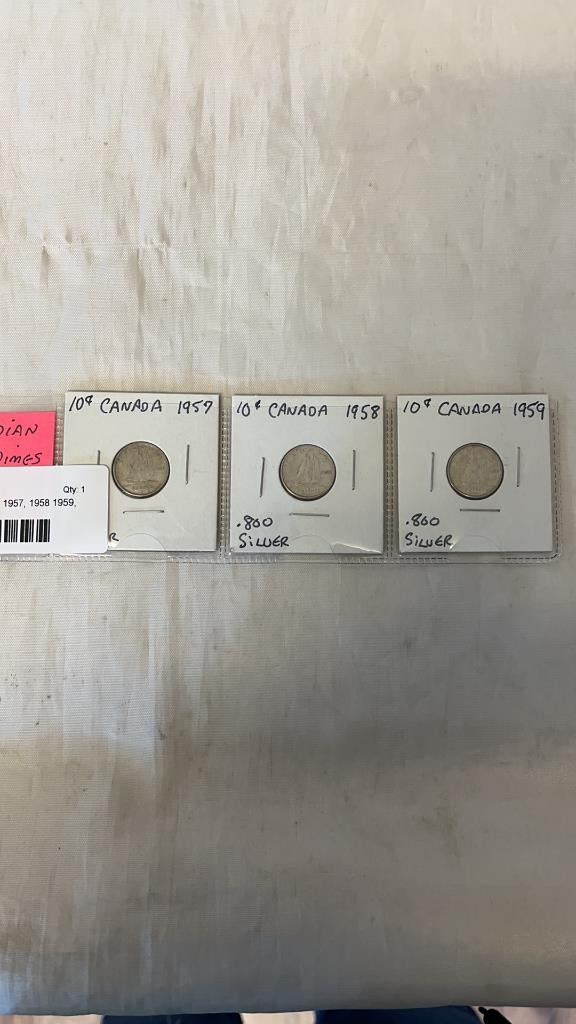 DIAN
DIMES
Qty: 1
1957, 1958 1959,
10¢ CANADA 1957
R
10¢ CANADA 1958
.800
SILVER
10¢ CANADA 1959
.800
SILVER